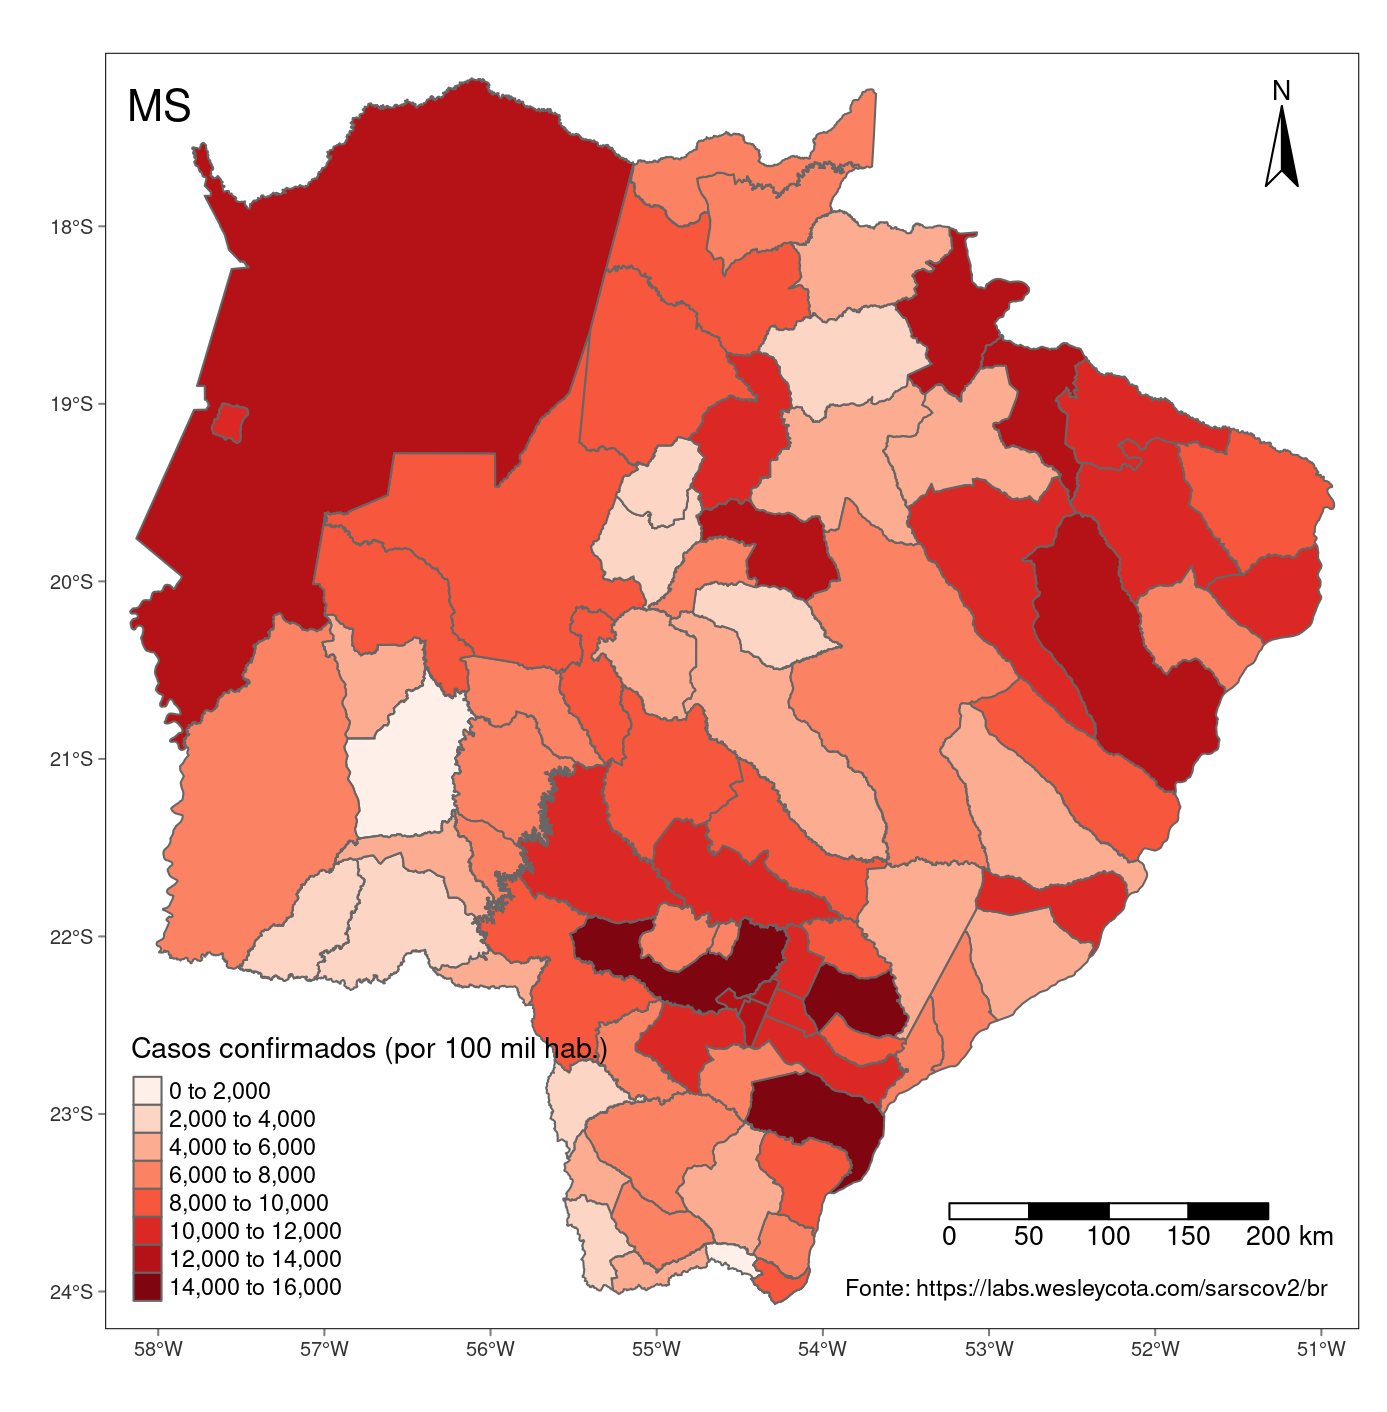 MS
N
18°S
19°S
20°S
21°S
22°S
23°S
24°S
Casos confirmados (por 100 mil hab.)
0 to 2,000
2,000 to 4,000
4,000 to 6,000
6,000 to 8,000
8,000 to 10,000
10,000 to 12,000
12,000 to 14,000
14,000 to 16,000
0 50 100 150 200 km
Fonte: https://labs.wesleycota.com/sarscov2/br
58°W 57°W 56°W 55°W 54°W 53°W 52°W 51°W